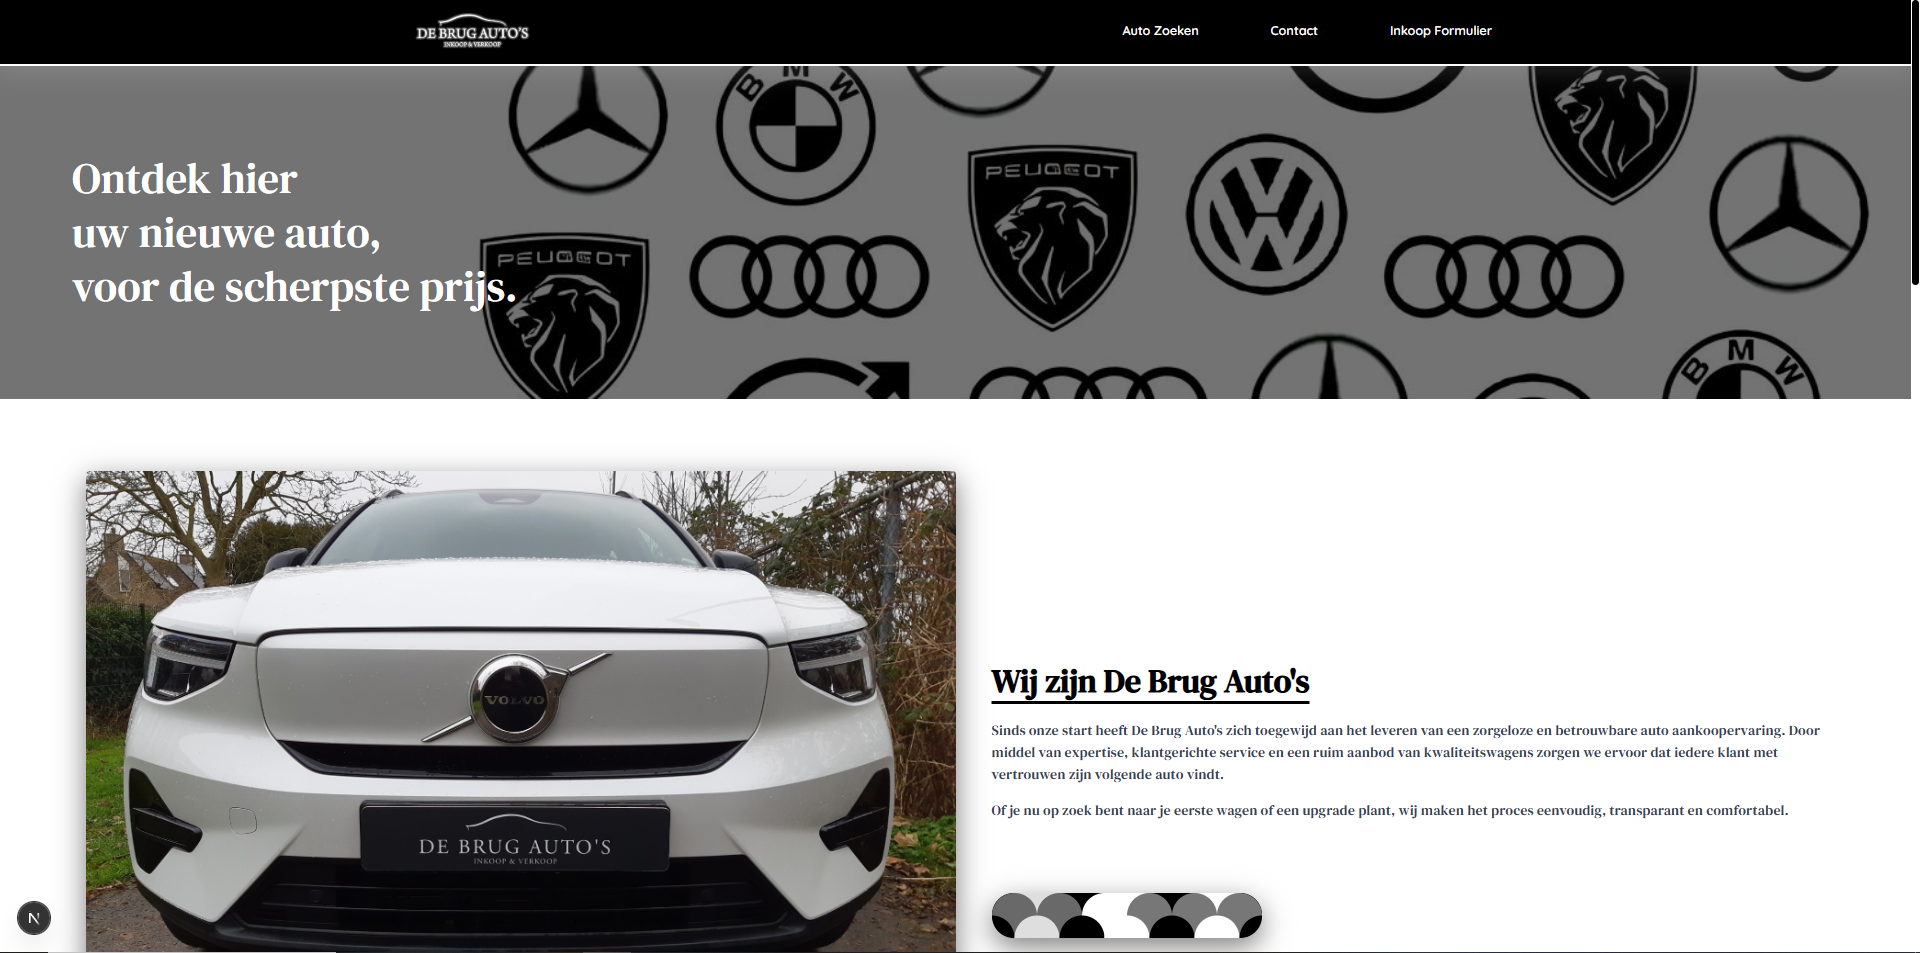 DE BRUG AUTO'S
INKOOP & VERKOOP
Auto Zoeken
Contact
Inkoop Formulier
BMW
PEUGEOT
Ontdek hier
uw nieuwe auto,
voor de scherpste prijs.
PEUGEOT
BMW
VOLVO
DE BRUG AUTO'S
INKOOP & VERKOOP
Wij zijn De Brug Auto's
Sinds onze start heeft De Brug Auto's zich toegewijd aan het leveren van een zorgeloze en betrouwbare auto aankoopervaring. Door
middel van expertise, klantgerichte service en een ruim aanbod van kwaliteitswagens zorgen we ervoor dat iedere klant met
vertrouwen zijn volgende auto vindt.
Of je nu op zoek bent naar je eerste wagen of een upgrade plant, wij maken het proces eenvoudig, transparant en comfortabel.
N